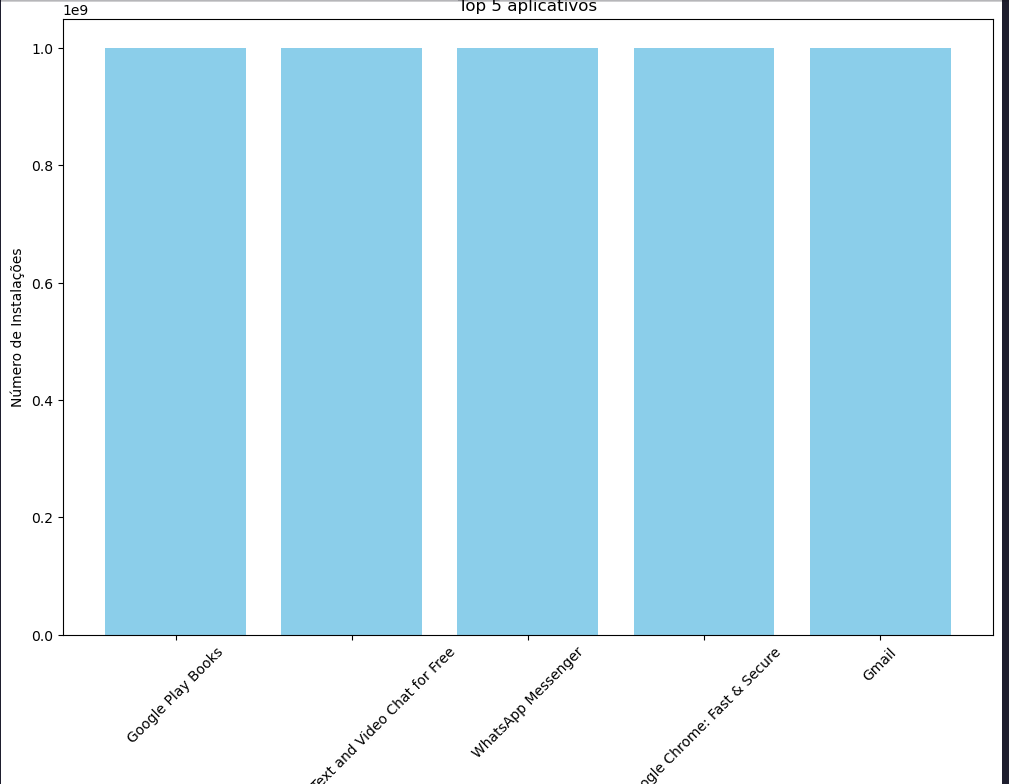 Top 5 aplicativos
1e9
1.0
0.8
0.6
0.4
0.2
0.0
Número de Instalações
Google Play Books
Text and Video Chat for Free
WhatsApp Messenger
Chrome: Fast & Secure
Gmail